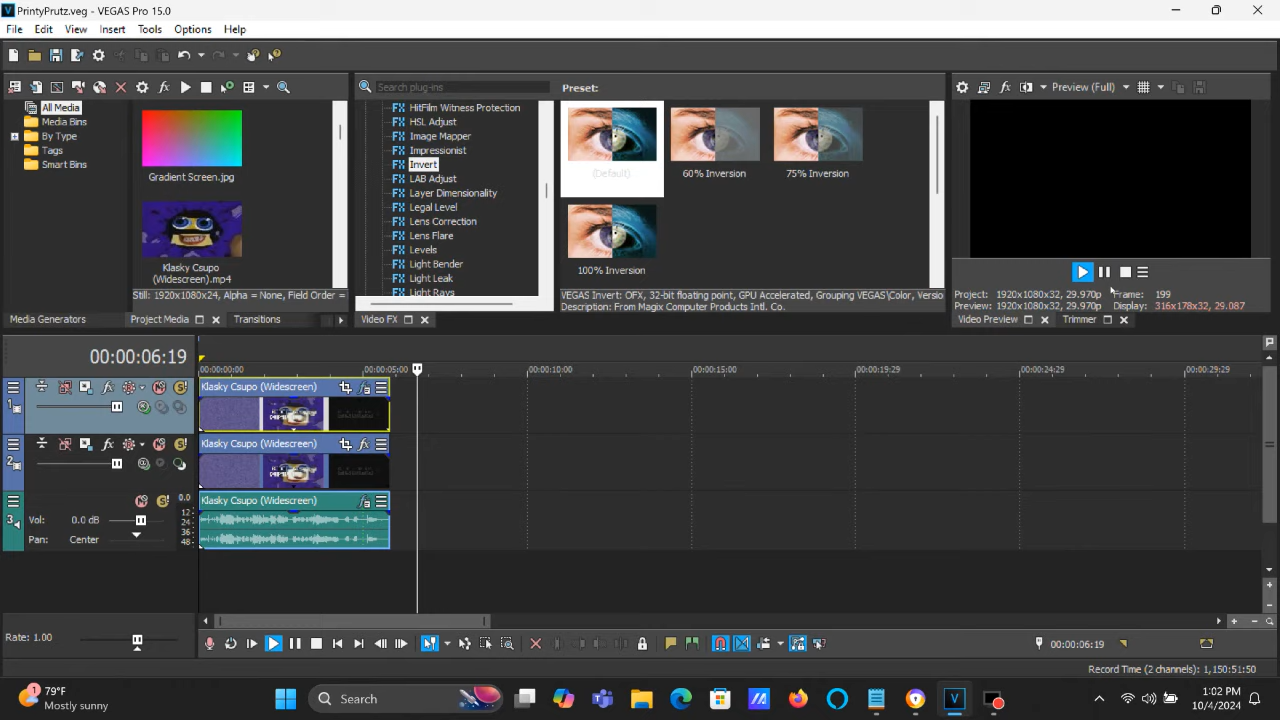 PrintyPrutz.veg - VEGAS Pro 15.0
File Edit View Insert Tools Options Help
All Media
Media Bins
By Type
Tags
Smart Bins
Gradient Screen.jpg
Klasky Csupo
(Widescreen).mp4
Still: 1920x1080x24, Alpha = None, Field Order =
Media Generators
Project Media
Transitions
Search plug-ins
HitFilm Witness Protection
HSL Adjust
Image Mapper
Impressionist
Invert
LAB Adjust
Layer Dimensionality
Legal Level
Lens Correction
Lens Flare
Levels
Light Bender
Light Leak
Light Rays
Video FX
Preset:
(Default)
60% Inversion
75% Inversion
100% Inversion
VEGAS Invert: OFX, 32-bit floating point, GPU Accelerated, Grouping VEGAS\Color, Versio
Description: From Magix Computer Products Intl. Co.
Preview (Full)
Project: 1920x1080x32, 29.970p Frame: 199
Preview: 1920x1080x32, 29.970p Display: 316x178x32, 29.087
Video Preview
Trimmer
00:00:06:19
00:00:00:00 00:00:05:00 00:00:10:00 00:00:15:00 00:00:19:29 00:00:24:29 00:00:29:29
1
Klasky Csupo (Widescreen)
2
Klasky Csupo (Widescreen)
3
Klasky Csupo (Widescreen)
Vol: 0.0 dB
Pan: Center
0.0
12
24
36
48
Rate: 1.00
00:00:06:19
Record Time (2 channels): 1,150:51:50
79°F
Mostly sunny
1
Search
1:02 PM
10/4/2024